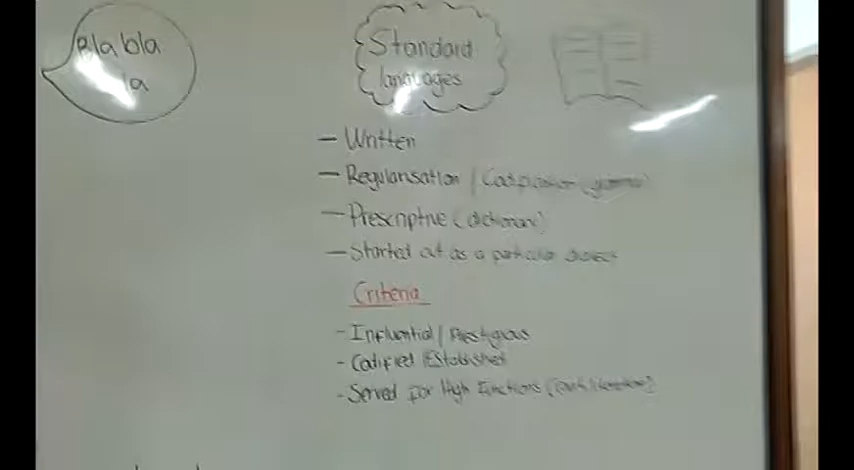 Bla bla
la
Standard
languages
- Written
- Regularisation / Codification (grammar)
- Prescriptive (dictionary)
- Started out as a particular dialect
Criteria
- Influential / Prestigious
- Codified / Established
- Served for High Functions (